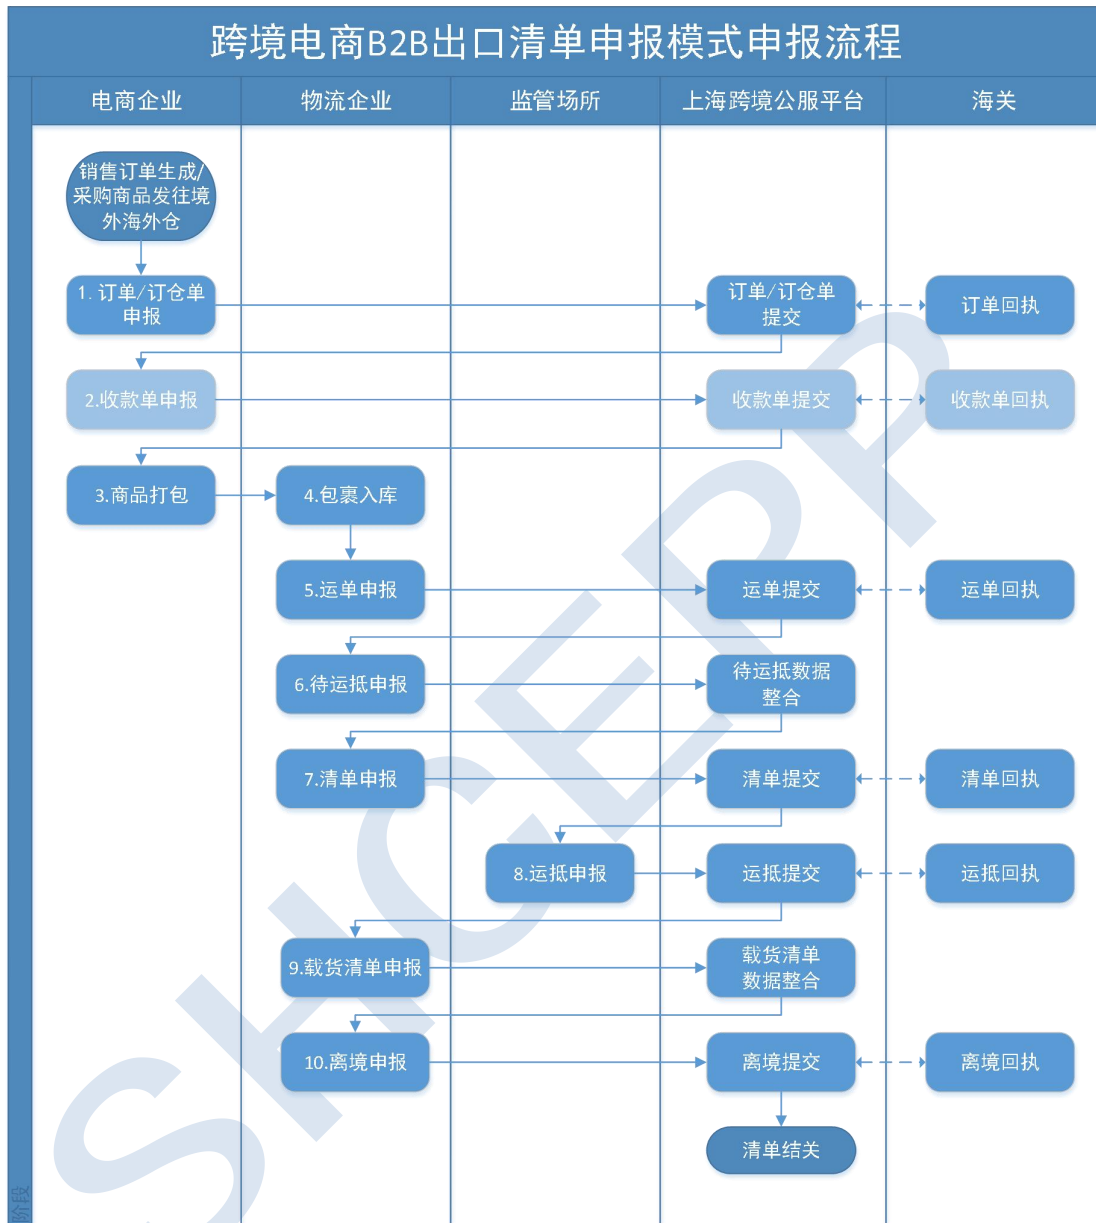 跨境电商B2B出口清单申报模式申报流程
电商企业
物流企业
监管场所
上海跨境公服平台
海关
销售订单生成/
采购商品发往境
外海外仓
1. 订单/订仓单
申报
订单/订仓单
提交
订单回执
2.收款单申报
收款单提交
收款单回执
3.商品打包
4.包裹入库
5.运单申报
运单提交
运单回执
6.待运抵申报
待运抵数据
整合
7.清单申报
清单提交
清单回执
8.运抵申报
运抵提交
运抵回执
9.载货清单申报
载货清单
数据整合
10.离境申报
离境提交
离境回执
清单结关
阶段
SHCEPP